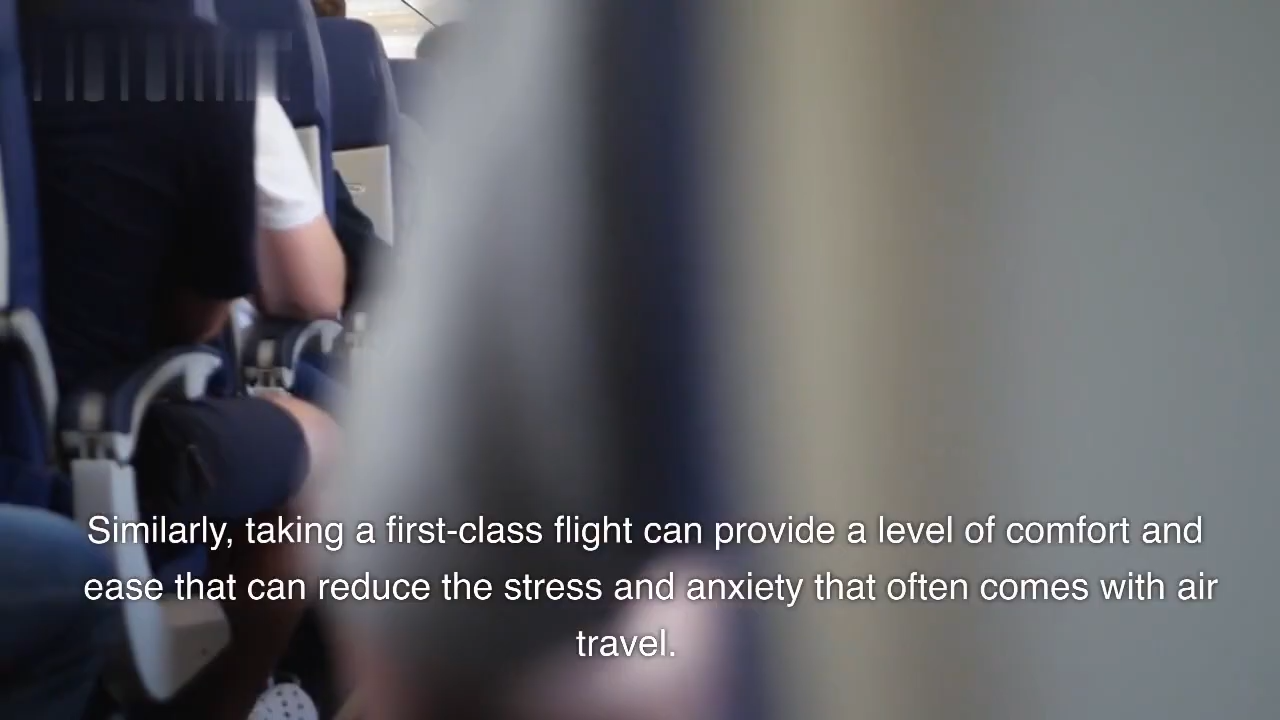 Similarly, taking a first-class flight can provide a level of comfort and
ease that can reduce the stress and anxiety that often comes with air
travel.